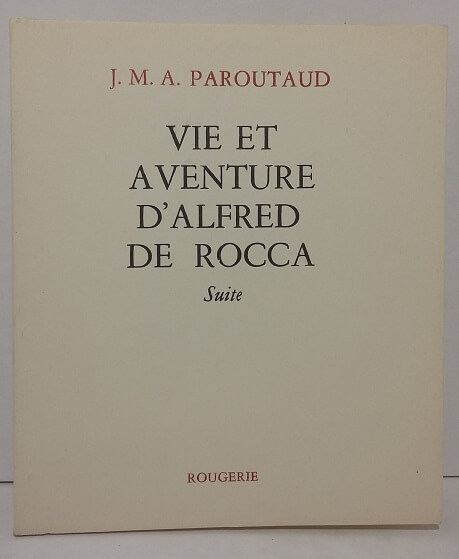 J. M. A. PAROUTAUD
VIE ET
AVENTURE
D'ALFRED
DE ROCCA
Suite
ROUGERIE